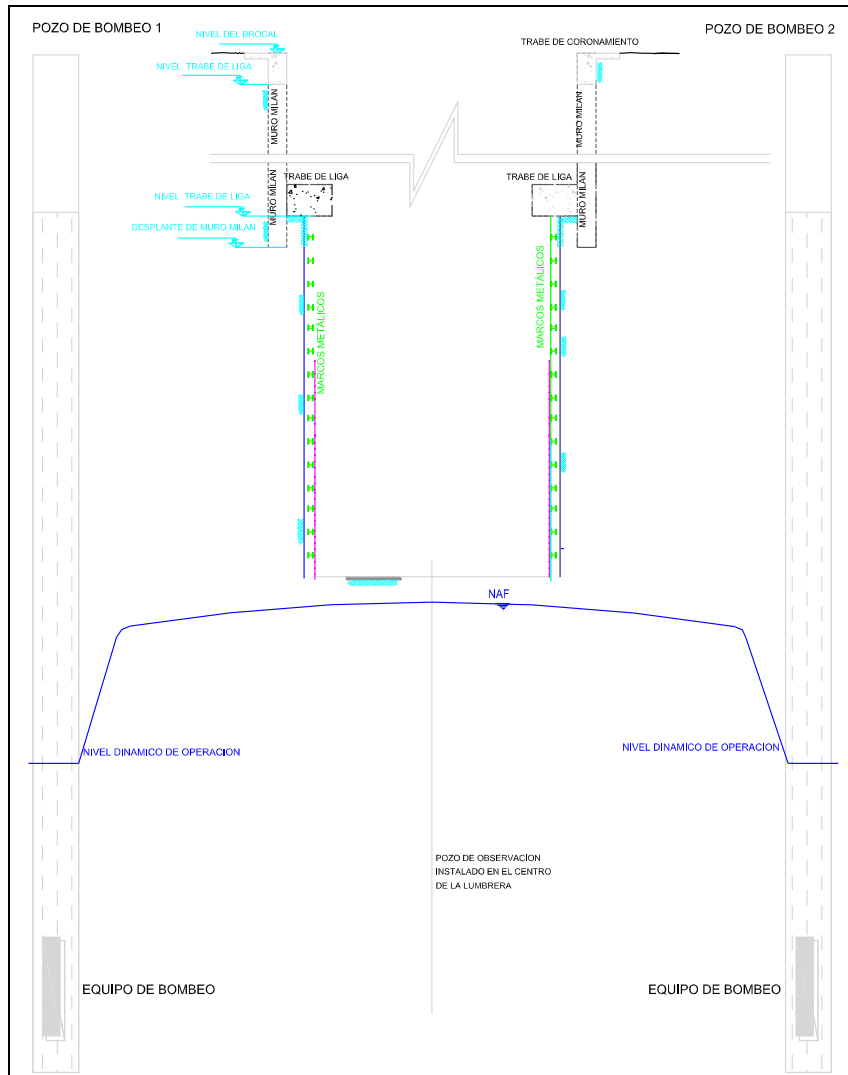 POZO DE BOMBEO 1
POZO DE BOMBEO 2
NIVEL DEL BROCAL
TRABE DE CORONAMIENTO
NIVEL TRABE DE LIGA
MURO MILAN
MURO MILAN
TRABE DE LIGA
TRABE DE LIGA
NIVEL TRABE DE LIGA
MURO MILAN
MURO MILAN
DESPLANTE DE MURO MILAN
MARCOS METÁLICOS
MARCOS METÁLICOS
NAF
NIVEL DINAMICO DE OPERACION
NIVEL DINAMICO DE OPERACION
POZO DE OBSERVACÍON
INSTALADO EN EL CENTRO
DE LA LUMBRERA
EQUIPO DE BOMBEO
EQUIPO DE BOMBEO